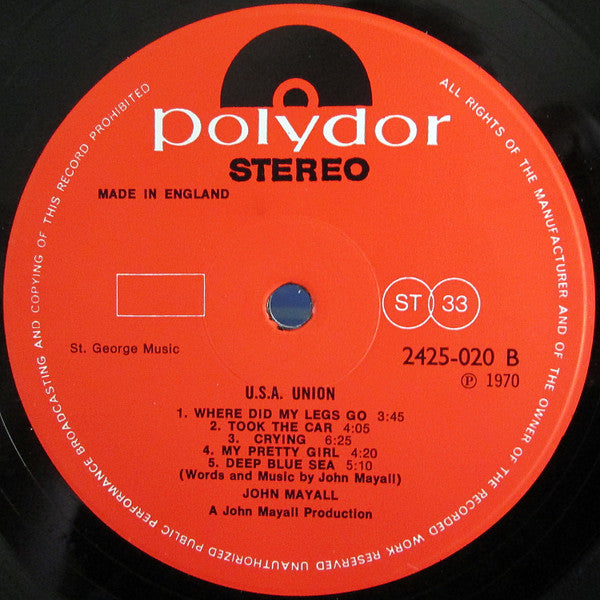 polydor
STEREO
MADE IN ENGLAND
ST 33
St. George Music
2425-020 B
℗ 1970
U.S.A. UNION
1. WHERE DID MY LEGS GO 3:45
2. TOOK THE CAR 4:05
3. CRYING 6:25
4. MY PRETTY GIRL 4:20
5. DEEP BLUE SEA 5:10
(Words and Music by John Mayall)
JOHN MAYALL
A John Mayall Production
ALL RIGHTS OF THE MANUFACTURER AND OF THE OWNER OF THE RECORDED WORK RESERVED UNAUTHORIZED PUBLIC PERFORMANCE BROADCASTING AND COPYING OF THIS RECORD PROHIBITED